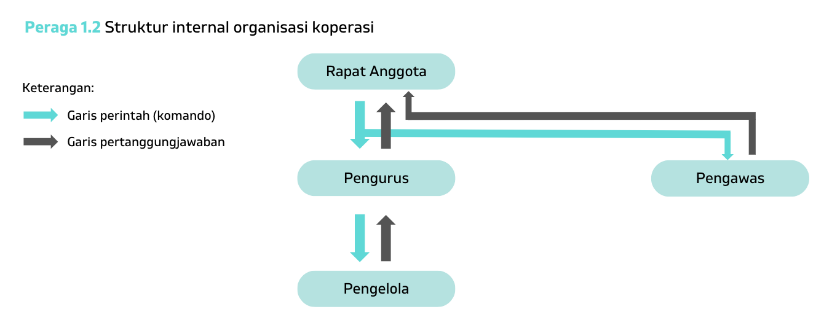 Peraga 1.2 Struktur internal organisasi koperasi
Rapat Anggota
Keterangan:
Garis perintah (komando)
Garis pertanggungjawaban
Pengurus
Pengawas
Pengelola